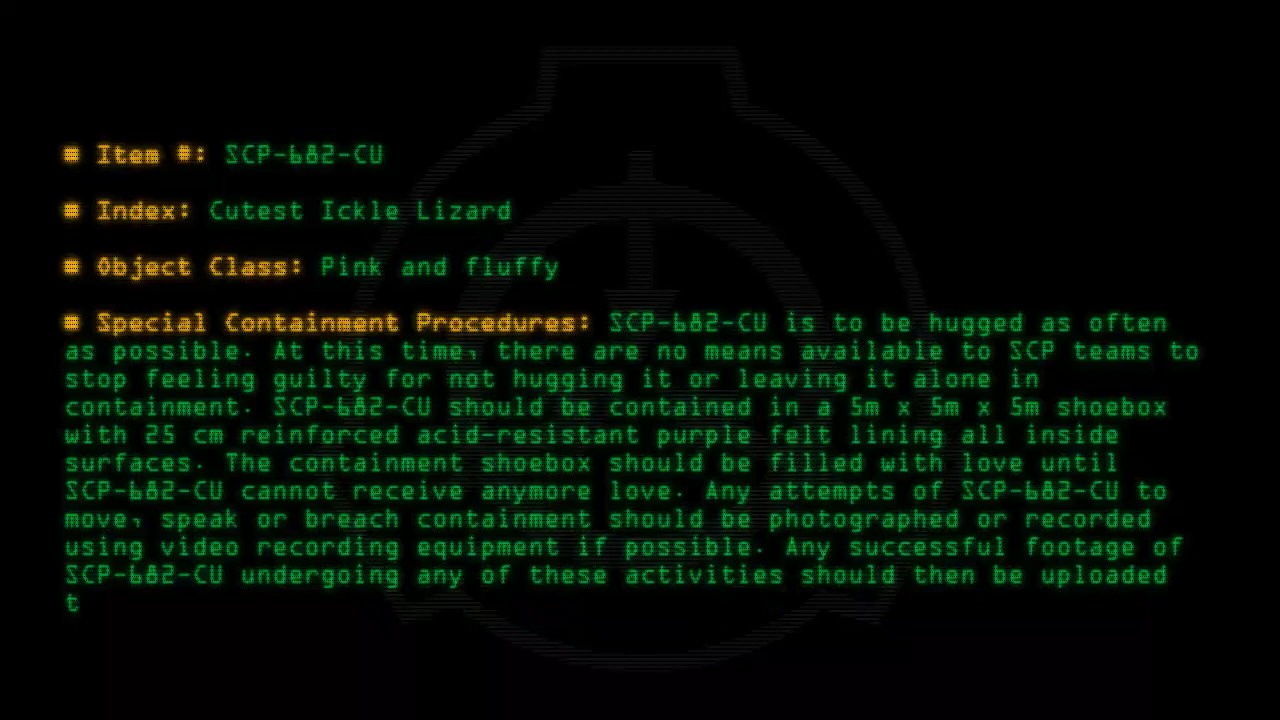 ■ Item #: SCP-682-CU
■ Index: Cutest Ickle Lizard
■ Object Class: Pink and fluffy
■ Special Containment Procedures: SCP-682-CU is to be hugged as often
as possible. At this time, there are no means available to SCP teams to
stop feeling guilty for not hugging it or leaving it alone in
containment. SCP-682-CU should be contained in a 5m x 5m x 5m shoebox
with 25 cm reinforced acid-resistant purple felt lining all inside
surfaces. The containment shoebox should be filled with love until
SCP-682-CU cannot receive anymore love. Any attempts of SCP-682-CU to
move, speak or breach containment should be photographed or recorded
using video recording equipment if possible. Any successful footage of
SCP-682-CU undergoing any of these activities should then be uploaded
t